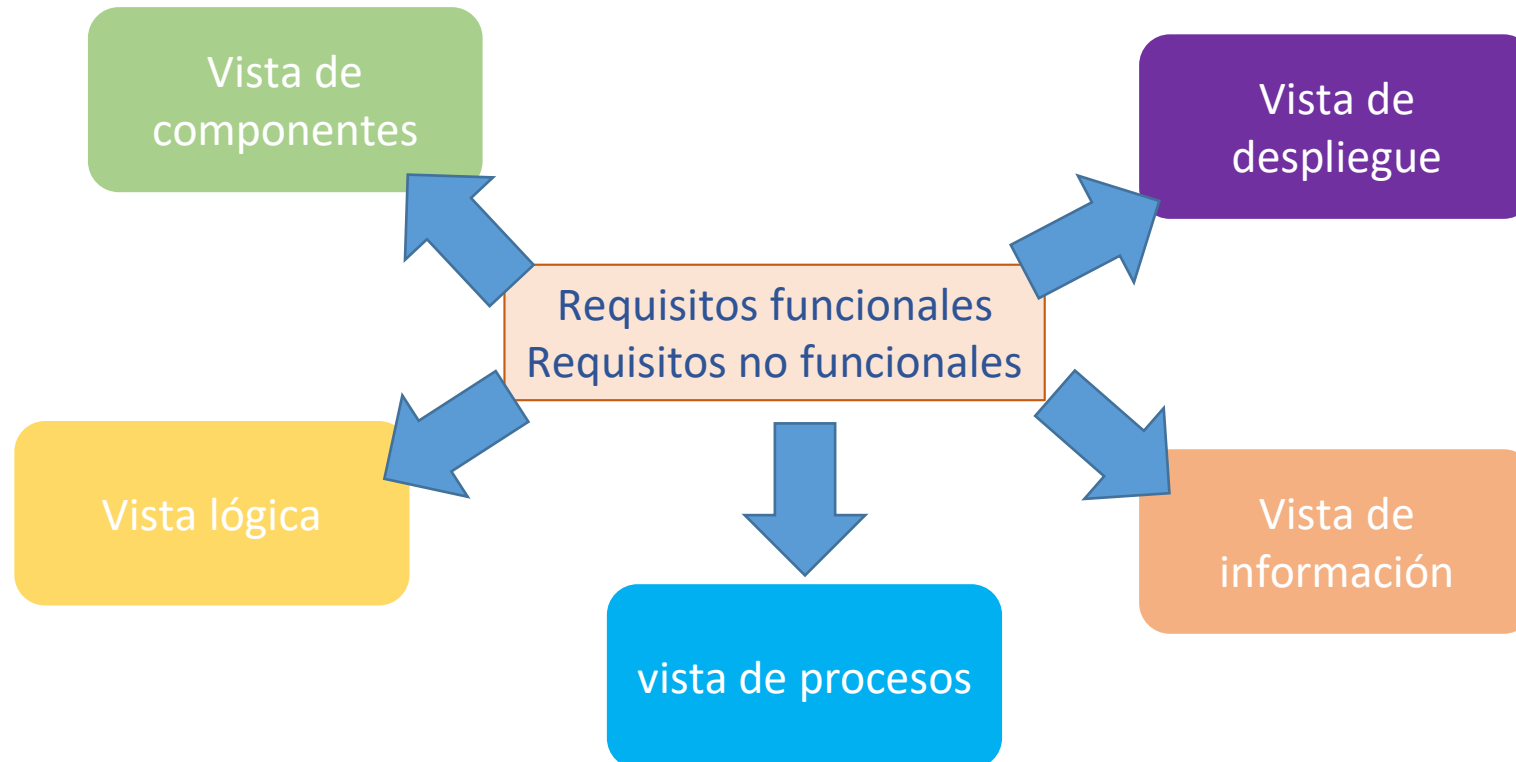 Vista de
componentes
Vista de
despliegue
Requisitos funcionales
Requisitos no funcionales
Vista lógica
Vista de
información
vista de procesos